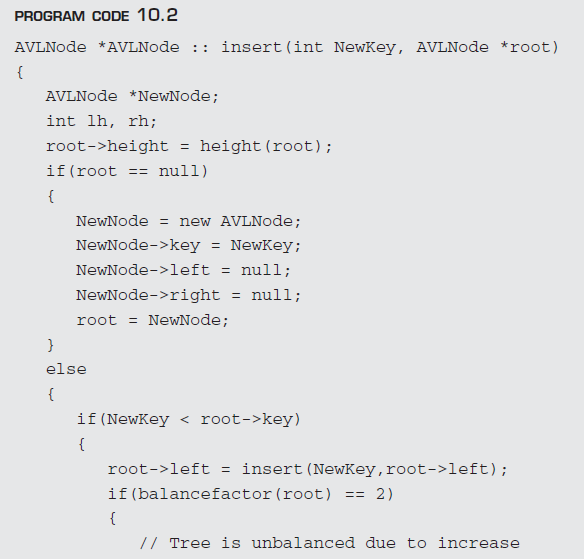 PROGRAM CODE 10.2
AVLNode *AVLNode :: insert(int NewKey, AVLNode *root)
{
AVLNode *NewNode;
int lh, rh;
root->height = height(root);
if(root == null)
{
NewNode = new AVLNode;
NewNode->key = NewKey;
NewNode->left = null;
NewNode->right = null;
root = NewNode;
}
else
{
if(NewKey < root->key)
{
root->left = insert(NewKey,root->left);
if(balancefactor(root) == 2)
{
// Tree is unbalanced due to increase